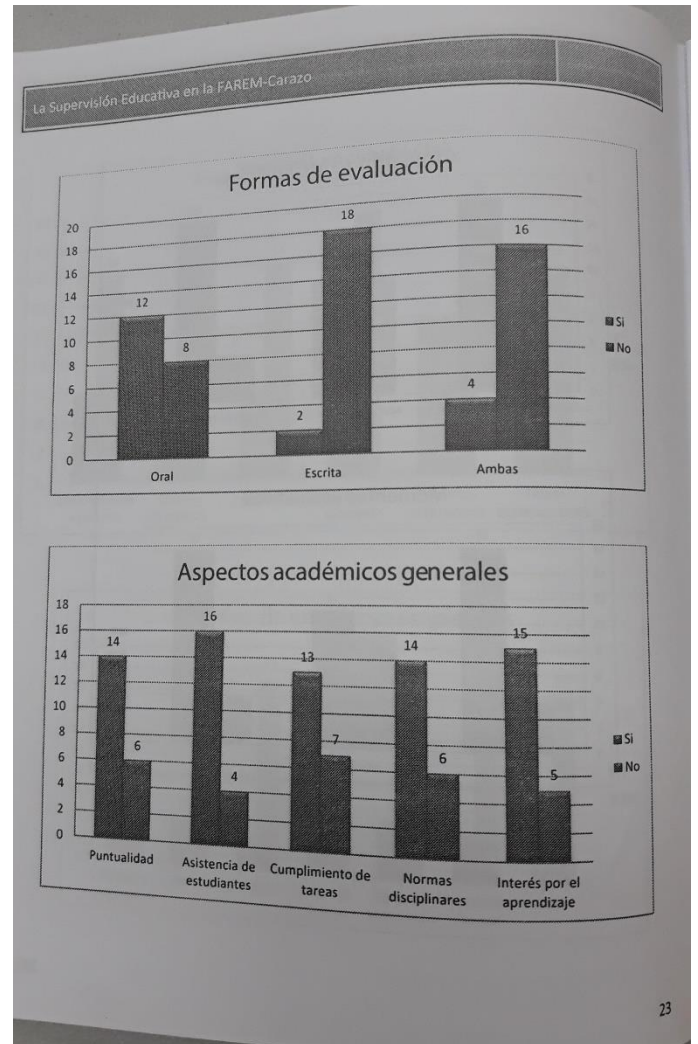 La Supervisión Educativa en la FAREM-Carazo
Formas de evaluación
20
18
16
14
12
10
8
6
4
2
0
12
8
2
18
4
16
Oral
Escrita
Ambas
Si
No
Aspectos académicos generales
18
16
14
12
10
8
6
4
2
0
14
6
16
4
13
7
14
6
15
5
Puntualidad
Asistencia de
estudiantes
Cumplimiento de
tareas
Normas
disciplinares
Interés por el
aprendizaje
Si
No
23